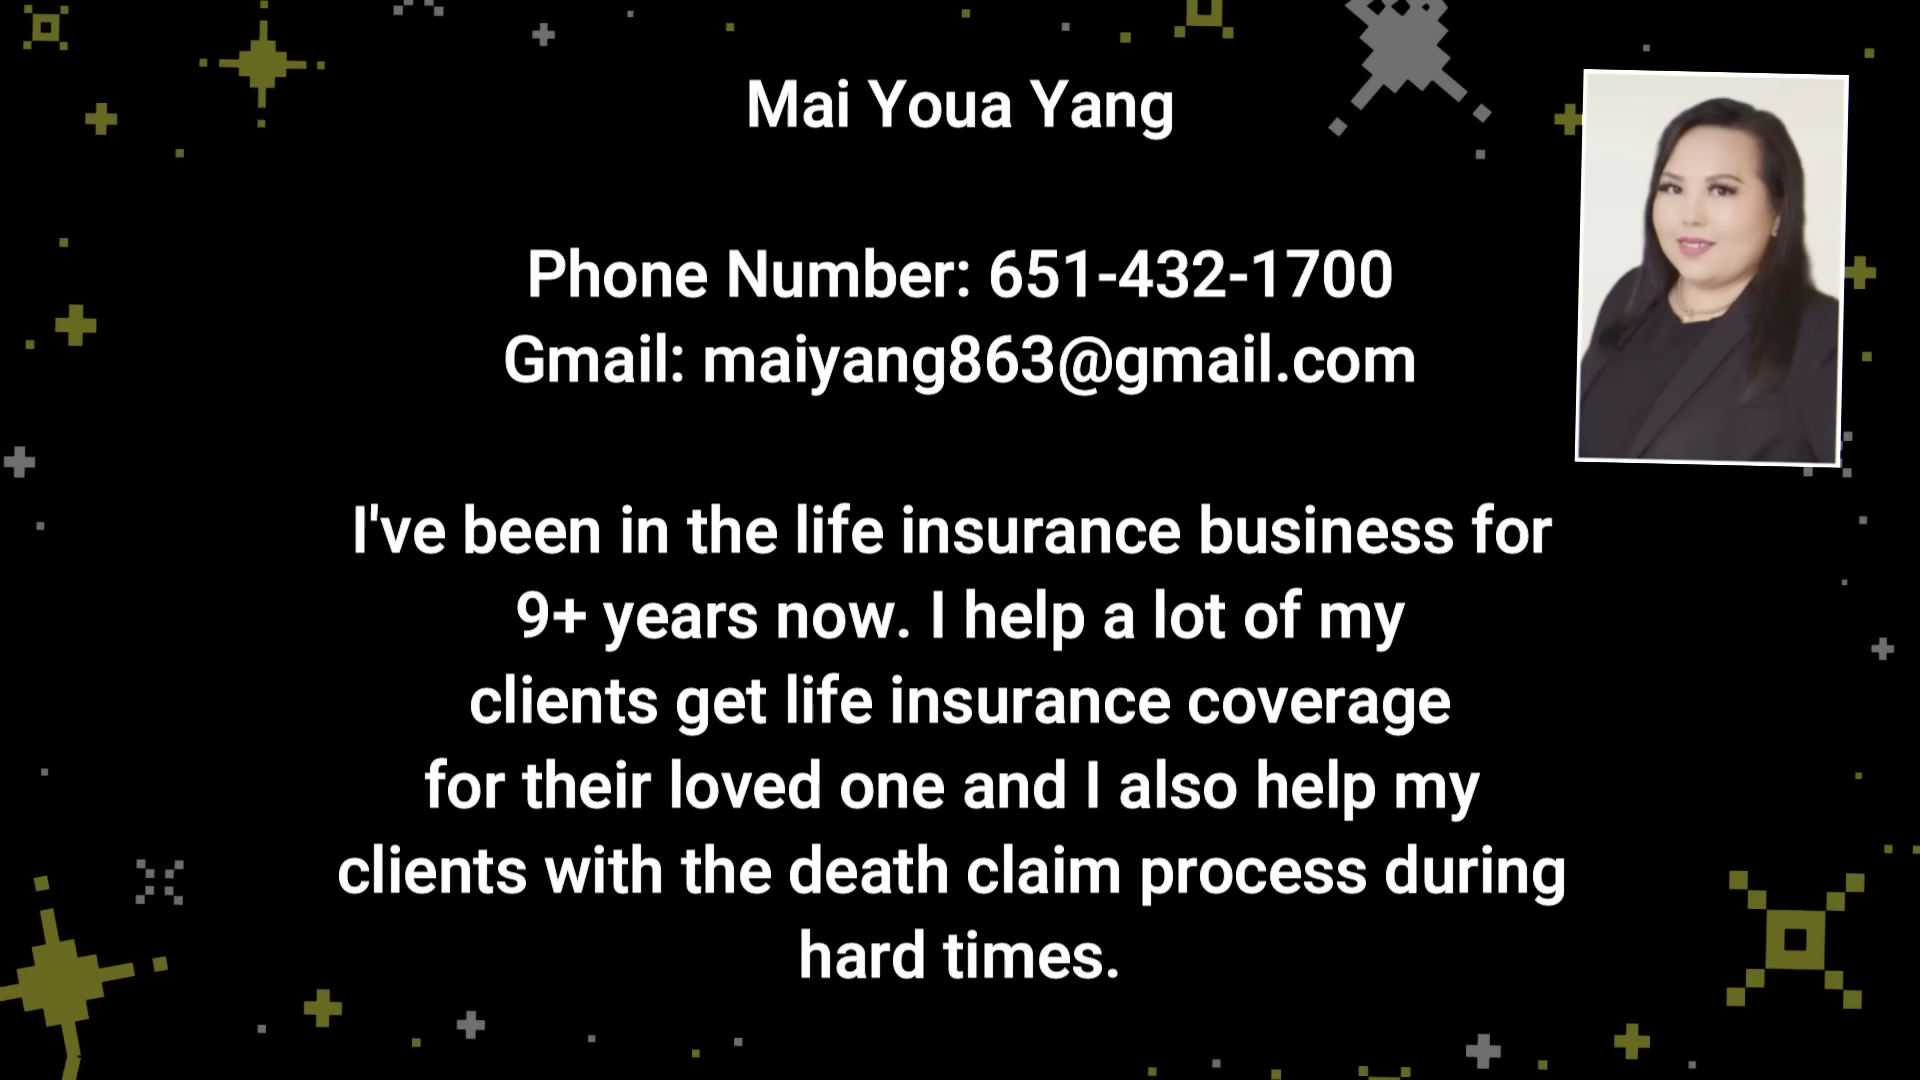 Mai Youa Yang
Phone Number: 651-432-1700
Gmail: maiyang863@gmail.com
I've been in the life insurance business for
9+ years now. I help a lot of my
clients get life insurance coverage
for their loved one and I also help my
clients with the death claim process during
hard times.